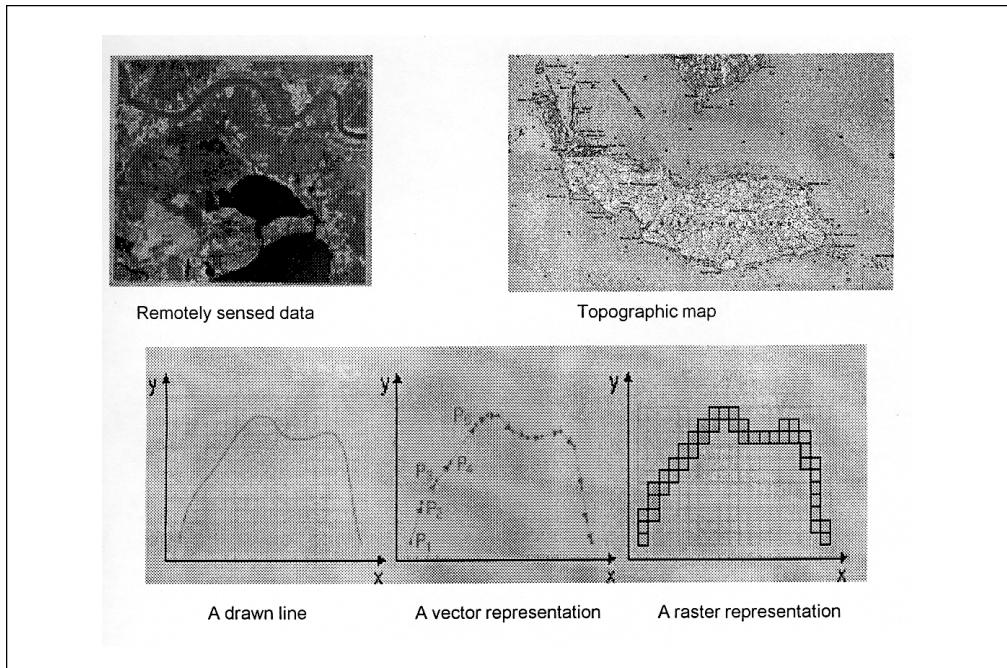 Remotely sensed data
Topographic map
y
x
A drawn line
y
P1
P2
P3
P4
P5
x
A vector representation
y
x
A raster representation